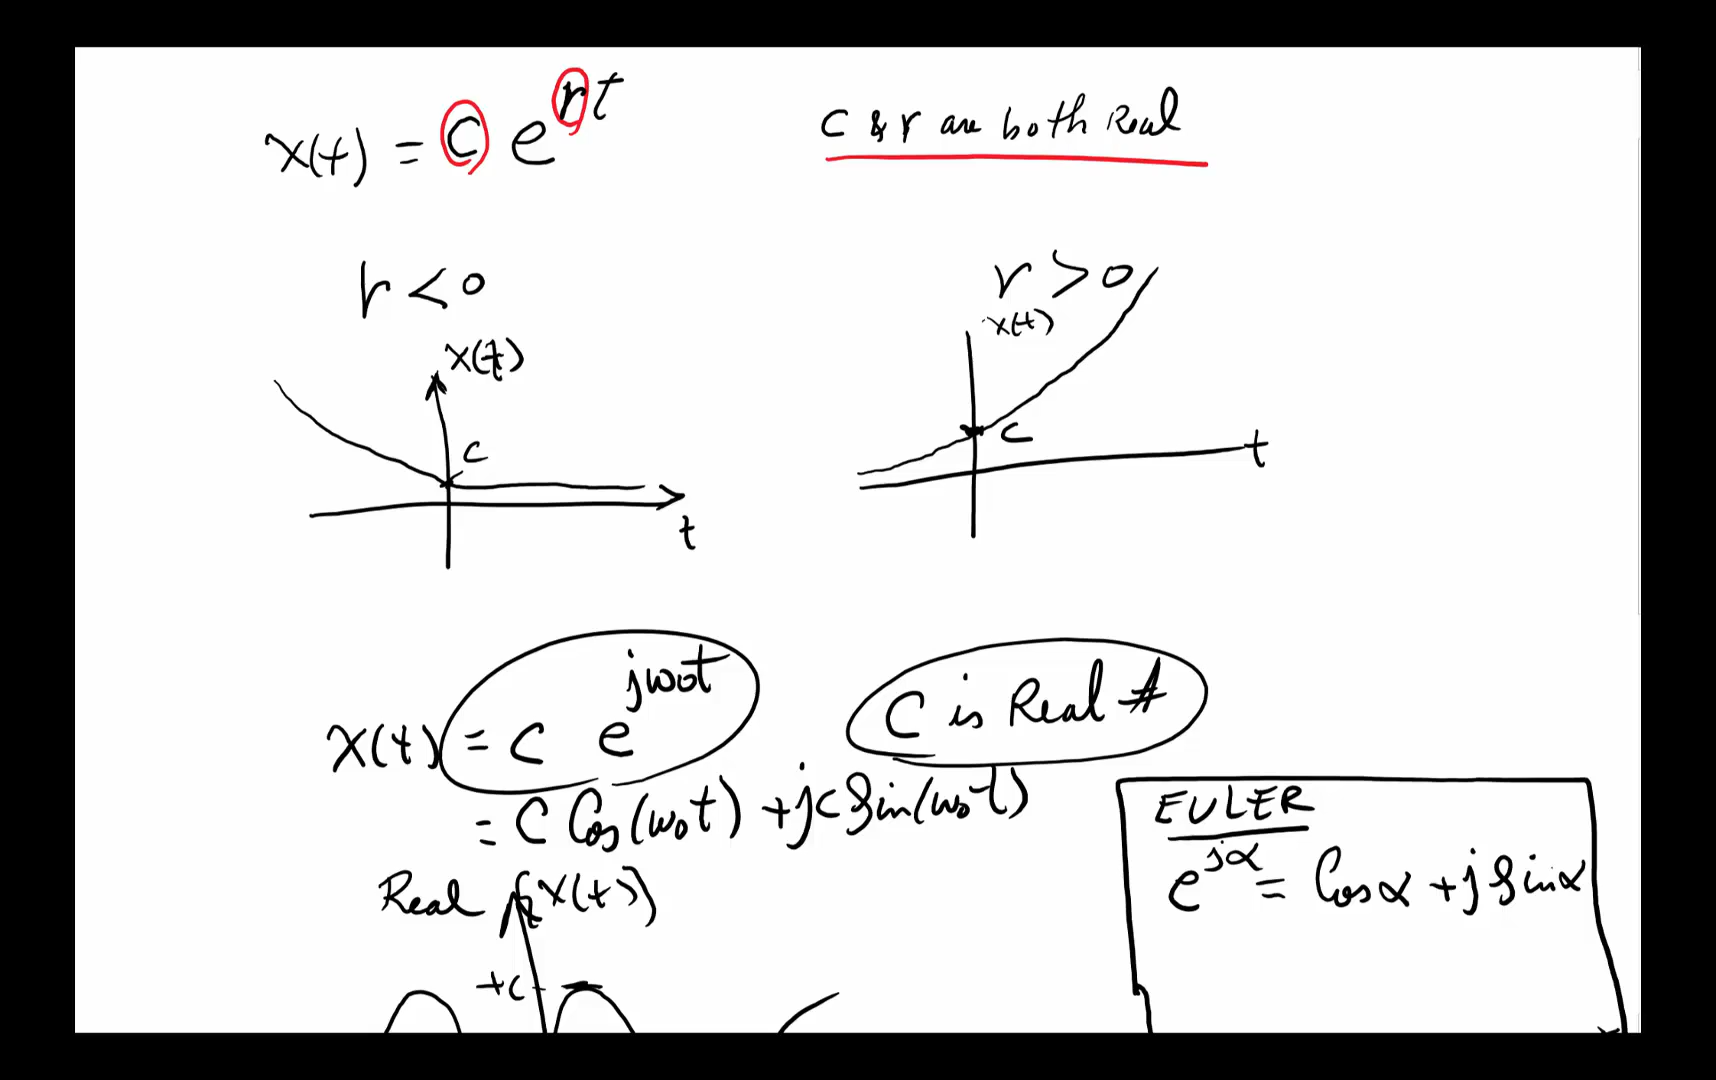 x(t) = C e^{rt}
C & r are both Real
r < 0
r > 0
x(t)
x(t)
C
C
t
t
x(t) = C e^{jω₀t}
C is Real #
= C Cos(ω₀t) + jC Sin(ω₀t)
EULER
e^{jα} = Cosα + j Sinα
Real {x(t)}
+C